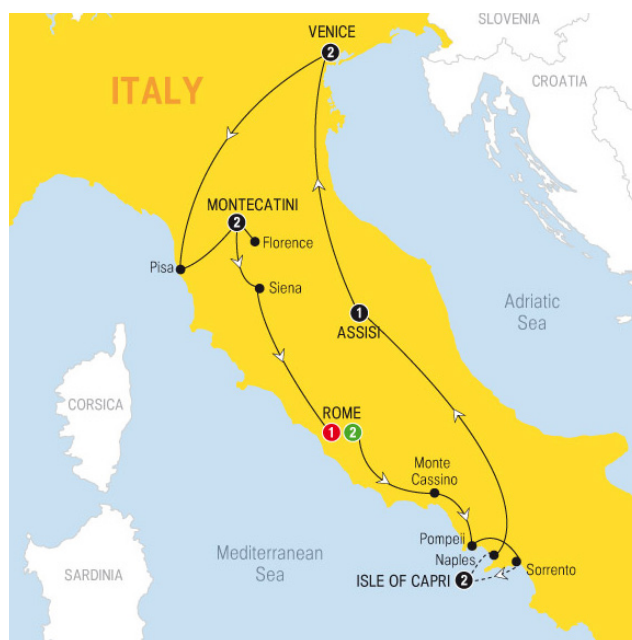 SLOVENIA
VENICE
2
CROATIA
ITALY
MONTECATINI
2
Florence
Pisa
Siena
Adriatic
Sea
1
ASSISI
CORSICA
ROME
1 2
Monte
Cassino
Pompeii
Naples
Mediterranean
Sea
ISLE OF CAPRI 2
Sorrento
SARDINIA